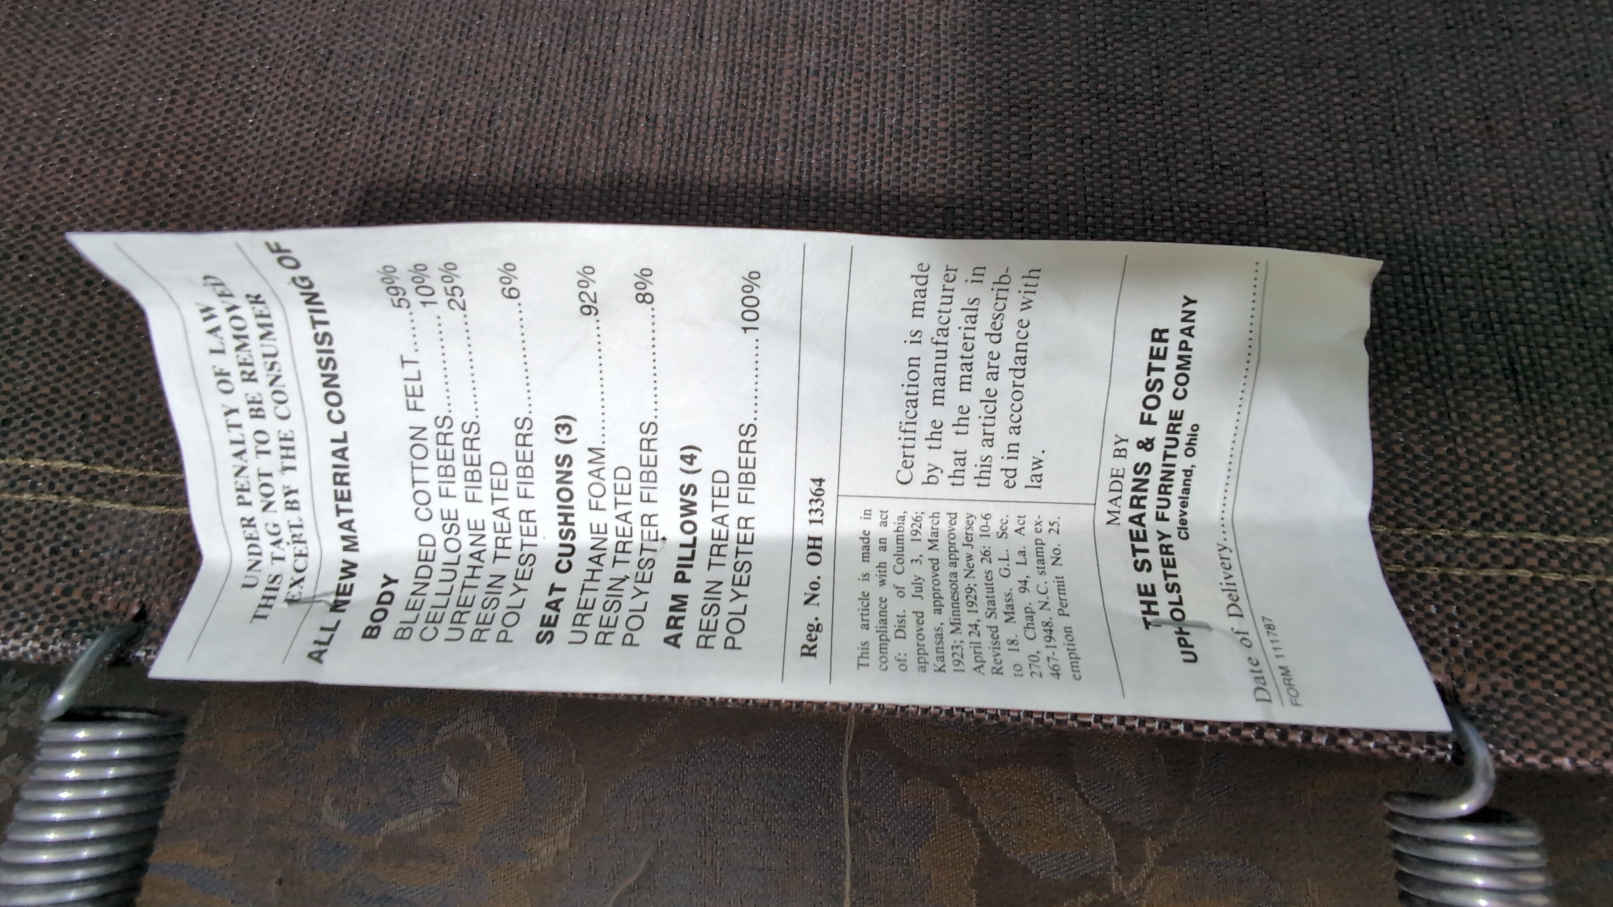 UNDER PENALTY OF LAW
THIS TAG NOT TO BE REMOVED
EXCEPT BY THE CONSUMER
ALL NEW MATERIAL CONSISTING OF
BODY
BLENDED COTTON FELT......59%
CELLULOSE FIBERS..............10%
URETHANE FIBERS...............25%
RESIN TREATED
POLYESTER FIBERS...............6%
SEAT CUSHIONS (3)
URETHANE FOAM..................92%
RESIN TREATED
POLYESTER FIBERS...............8%
ARM PILLOWS (4)
RESIN TREATED
POLYESTER FIBERS............100%
Reg. No. OH 13364
This article is made in
compliance with an act
of: Dist. of Columbia,
approved July 3, 1926;
Kansas, approved March
1923; Minnesota approved
April 24, 1929; New Jersey
Revised Statutes 26: 10-6
to 18. Mass. G.L. Sec.
270, Chap. 94, La. Act
467-1948. N.C. stamp ex-
emption Permit No. 25.
Certification is made
by the manufacturer
that the materials in
this article are describ-
ed in accordance with
law.
MADE BY
THE STEARNS & FOSTER
UPHOLSTERY FURNITURE COMPANY
Cleveland, Ohio
Date of Delivery........................................
FORM 111787